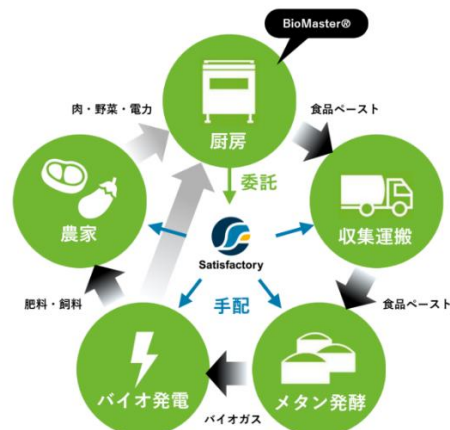 BioMaster®
肉・野菜・電力
食品ペースト
厨房
委託
農家
収集運搬
Satisfactory
肥料・飼料
手配
食品ペースト
バイオ発電
メタン発酵
バイオガス